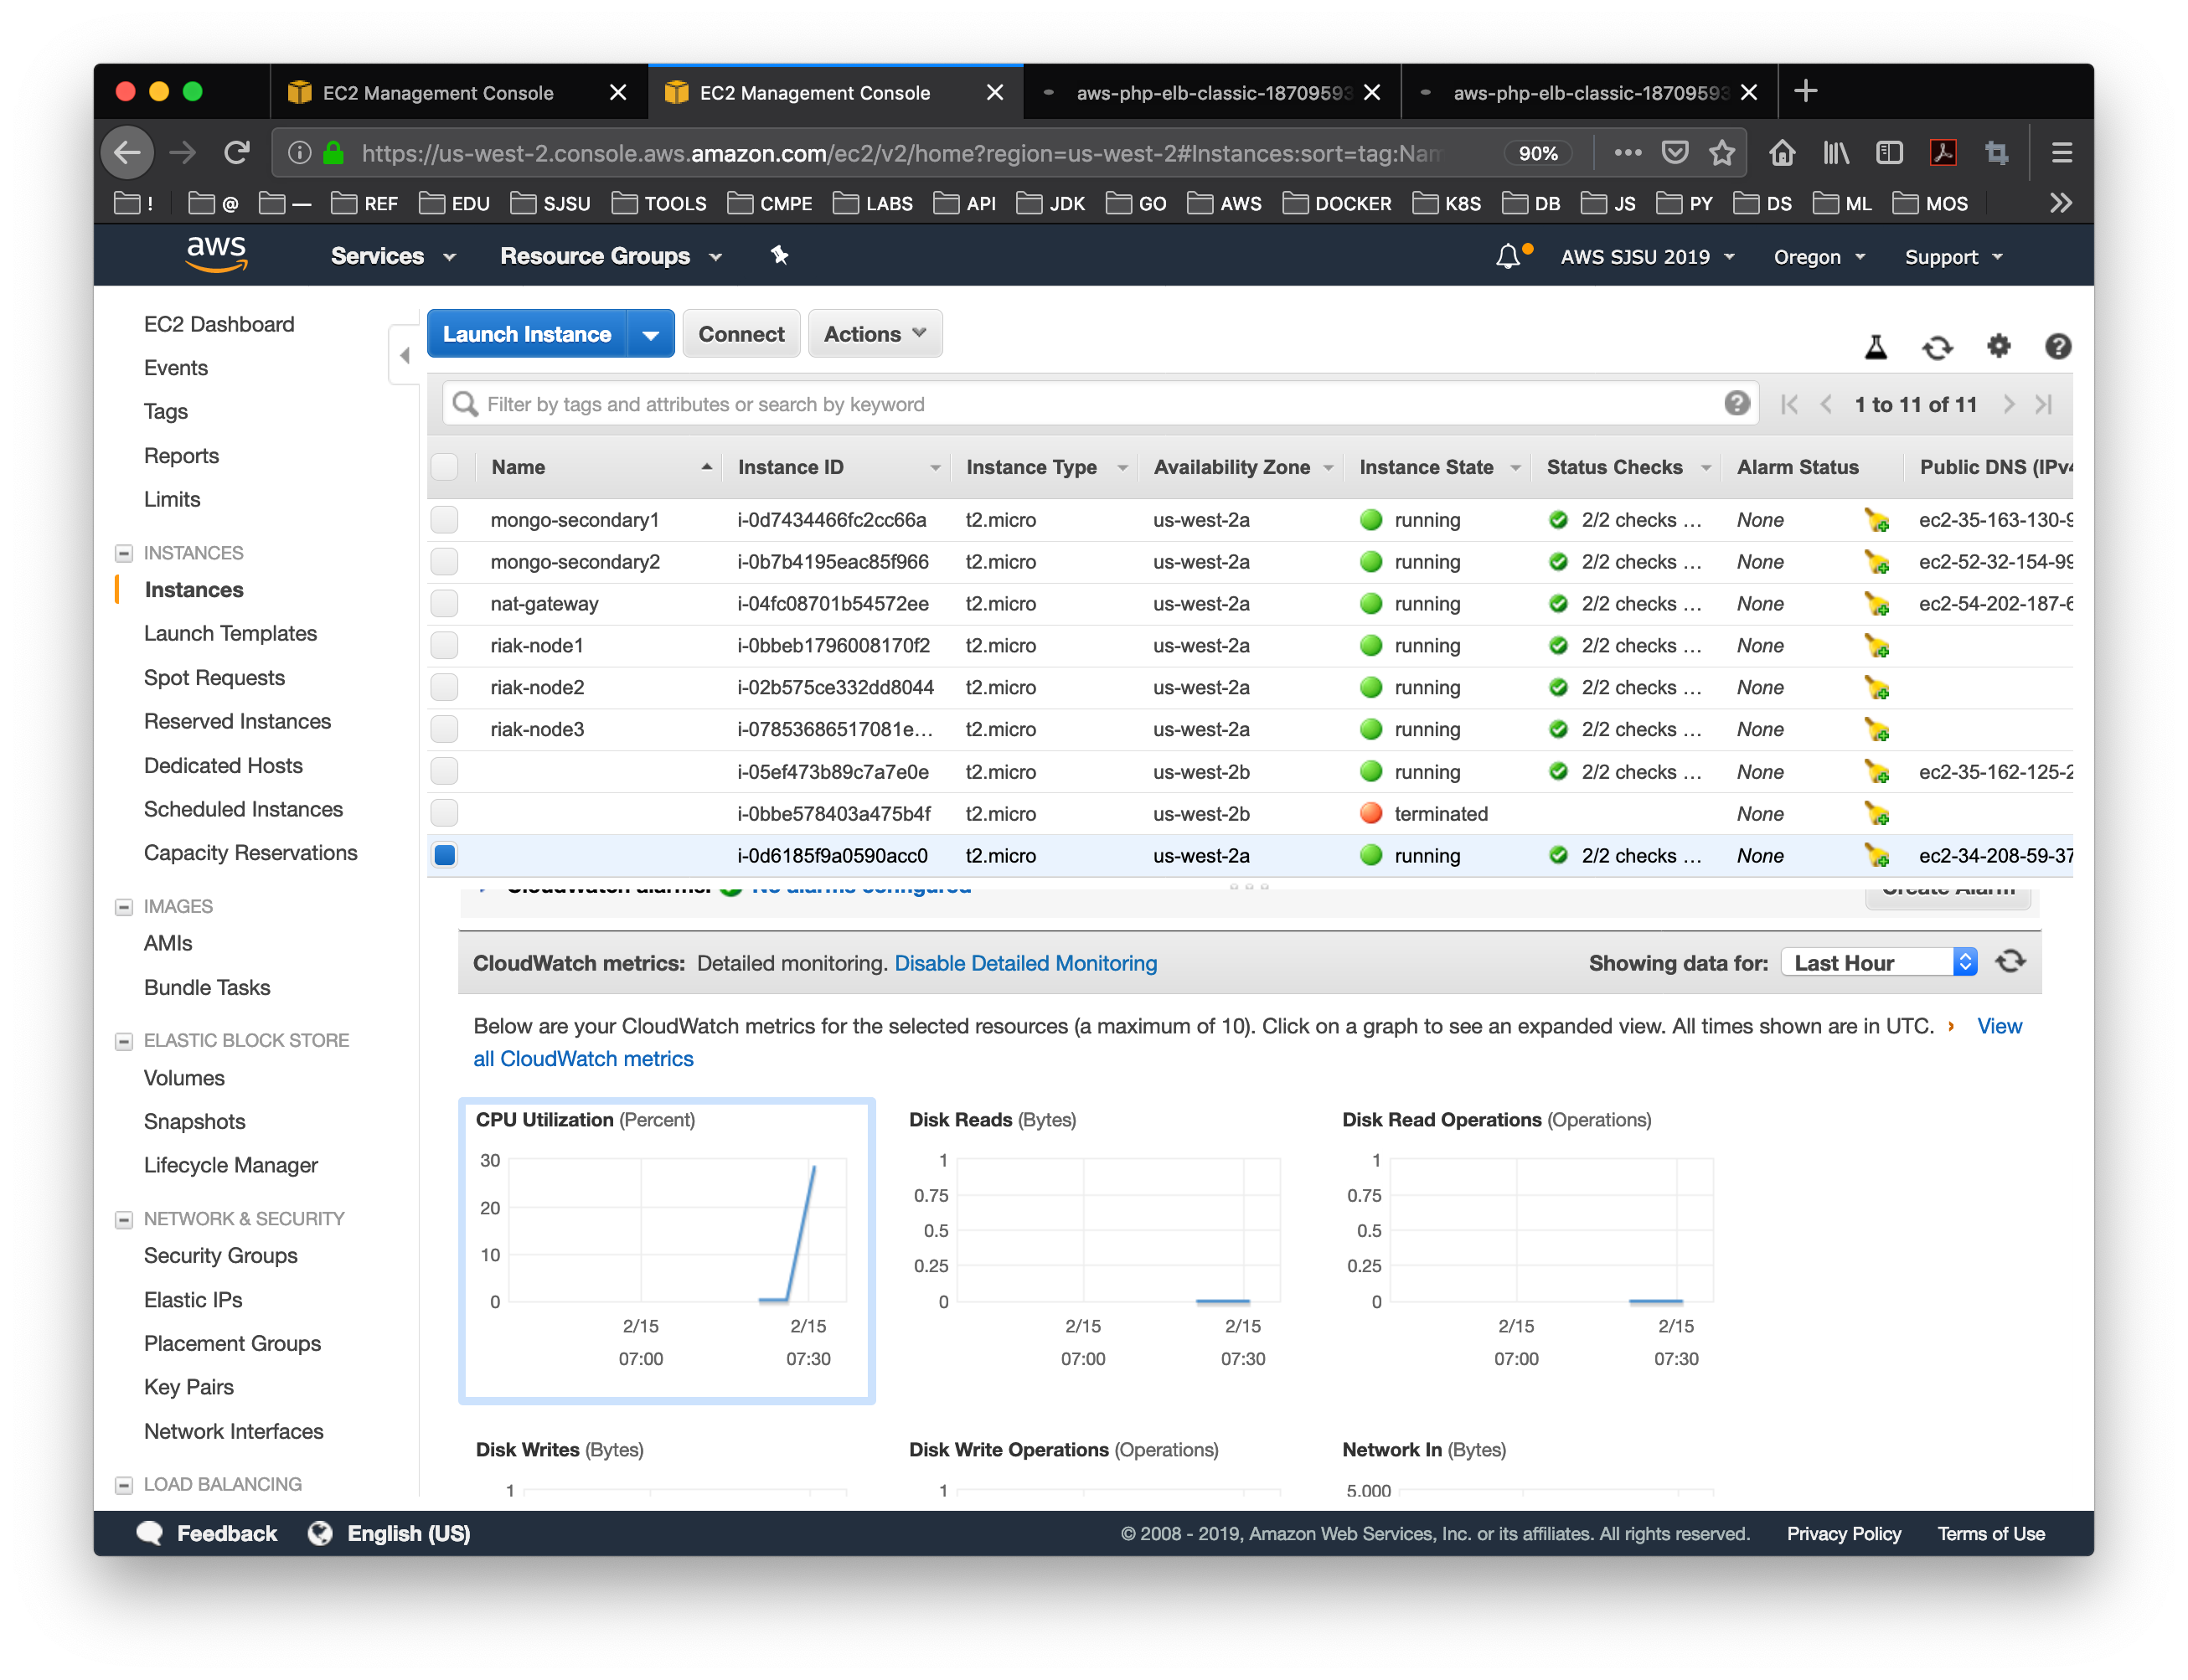 EC2 Management Console
EC2 Management Console
aws-php-elb-classic-18709593
aws-php-elb-classic-18709593
https://us-west-2.console.aws.amazon.com/ec2/v2/home?region=us-west-2#Instances:sort=tag:Nam
90%
! @ — REF EDU SJSU TOOLS CMPE LABS API JDK GO AWS DOCKER K8S DB JS PY DS ML MOS
aws Services Resource Groups AWS SJSU 2019 Oregon Support
EC2 Dashboard
Events
Tags
Reports
Limits
INSTANCES
Instances
Launch Templates
Spot Requests
Reserved Instances
Dedicated Hosts
Scheduled Instances
Capacity Reservations
IMAGES
AMIs
Bundle Tasks
ELASTIC BLOCK STORE
Volumes
Snapshots
Lifecycle Manager
NETWORK & SECURITY
Security Groups
Elastic IPs
Placement Groups
Key Pairs
Network Interfaces
LOAD BALANCING
Launch Instance Connect Actions
Filter by tags and attributes or search by keyword
1 to 11 of 11
Name Instance ID Instance Type Availability Zone Instance State Status Checks Alarm Status Public DNS (IPv4
mongo-secondary1 i-0d7434466fc2cc66a t2.micro us-west-2a running 2/2 checks ... None ec2-35-163-130-9
mongo-secondary2 i-0b7b4195eac85f966 t2.micro us-west-2a running 2/2 checks ... None ec2-52-32-154-99
nat-gateway i-04fc08701b54572ee t2.micro us-west-2a running 2/2 checks ... None ec2-54-202-187-6
riak-node1 i-0bbeb1796008170f2 t2.micro us-west-2a running 2/2 checks ... None
riak-node2 i-02b575ce332dd8044 t2.micro us-west-2a running 2/2 checks ... None
riak-node3 i-07853686517081e... t2.micro us-west-2a running 2/2 checks ... None
i-05ef473b89c7a7e0e t2.micro us-west-2b running 2/2 checks ... None ec2-35-162-125-2
i-0bbe578403a475b4f t2.micro us-west-2b terminated None
i-0d6185f9a0590acc0 t2.micro us-west-2a running 2/2 checks ... None ec2-34-208-59-37
CloudWatch alarms: No alarms configured Create Alarm
CloudWatch metrics: Detailed monitoring. Disable Detailed Monitoring
Showing data for: Last Hour
Below are your CloudWatch metrics for the selected resources (a maximum of 10). Click on a graph to see an expanded view. All times shown are in UTC. View
all CloudWatch metrics
CPU Utilization (Percent)
30
20
10
0
2/15 2/15
07:00 07:30
Disk Reads (Bytes)
1
0.75
0.5
0.25
0
2/15 2/15
07:00 07:30
Disk Read Operations (Operations)
1
0.75
0.5
0.25
0
2/15 2/15
07:00 07:30
Disk Writes (Bytes)
1
Disk Write Operations (Operations)
1
Network In (Bytes)
5,000
Feedback English (US)
© 2008 - 2019, Amazon Web Services, Inc. or its affiliates. All rights reserved. Privacy Policy Terms of Use